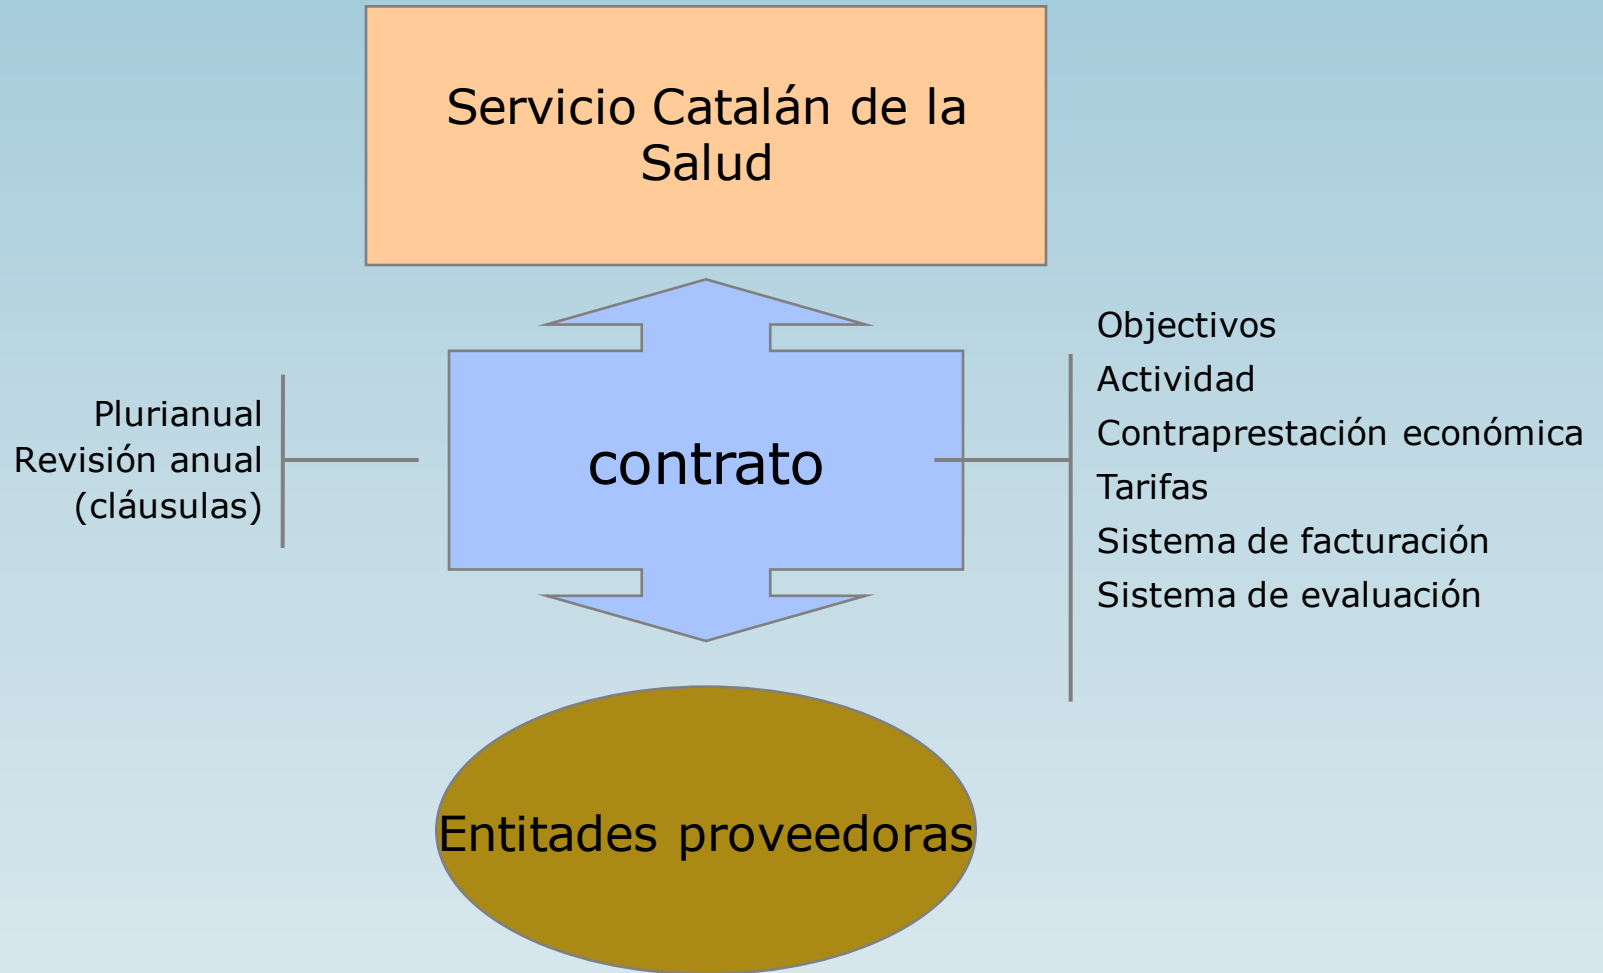 Servicio Catalán de la
Salud
Plurianual
Revisión anual
(cláusulas)
contrato
Objectivos
Actividad
Contraprestación económica
Tarifas
Sistema de facturación
Sistema de evaluación
Entitades proveedoras